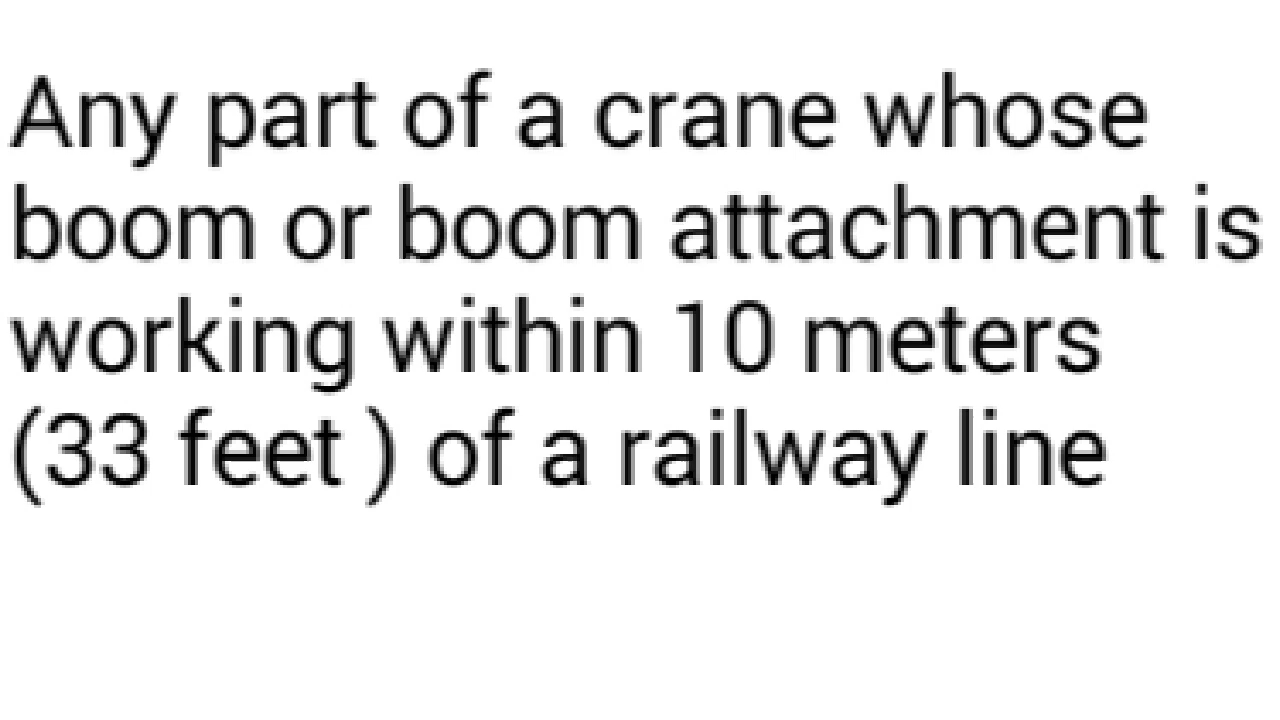 Any part of a crane whose
boom or boom attachment is
working within 10 meters
(33 feet ) of a railway line